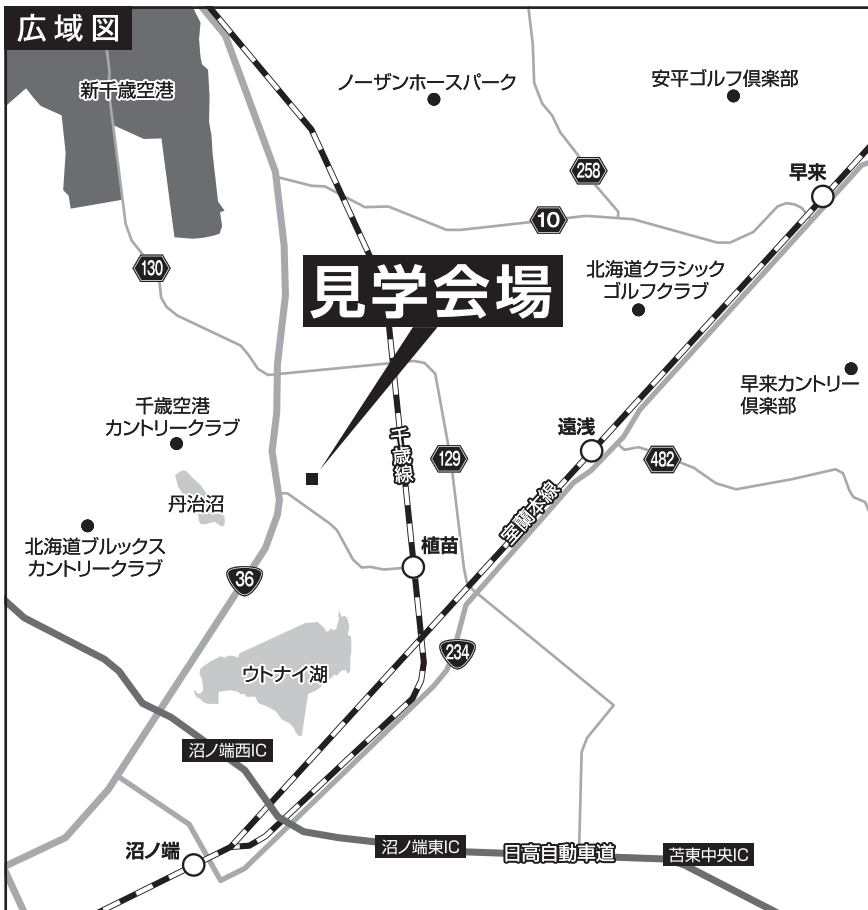 広域図
新千歳空港
ノーザンホースパーク
安平ゴルフ倶楽部
258
早来
10
130
見学会場
北海道クラシック
ゴルフクラブ
早来カントリー
倶楽部
千歳空港
カントリークラブ
千歳線
129
遠浅
482
丹治沼
室蘭本線
北海道ブルックス
カントリークラブ
植苗
36
234
ウトナイ湖
沼ノ端西IC
沼ノ端
沼ノ端東IC
日高自動車道
苫東中央IC